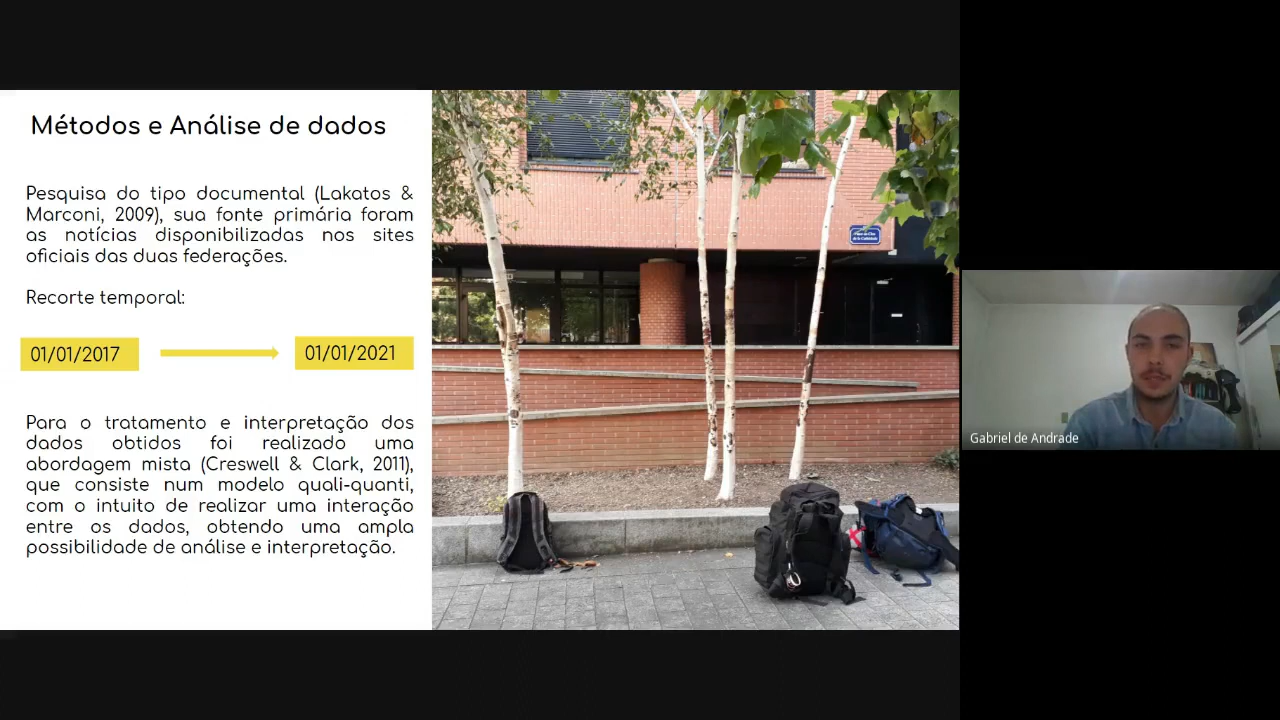 Métodos e Análise de dados
Pesquisa do tipo documental (Lakatos &
Marconi, 2009), sua fonte primária foram
as notícias disponibilizadas nos sites
oficiais das duas federações.
Recorte temporal:
01/01/2017
01/01/2021
Para o tratamento e interpretação dos
dados obtidos foi realizado uma
abordagem mista (Creswell & Clark, 2011),
que consiste num modelo quali-quanti,
com o intuito de realizar uma interação
entre os dados, obtendo uma ampla
possibilidade de análise e interpretação.
Gabriel de Andrade